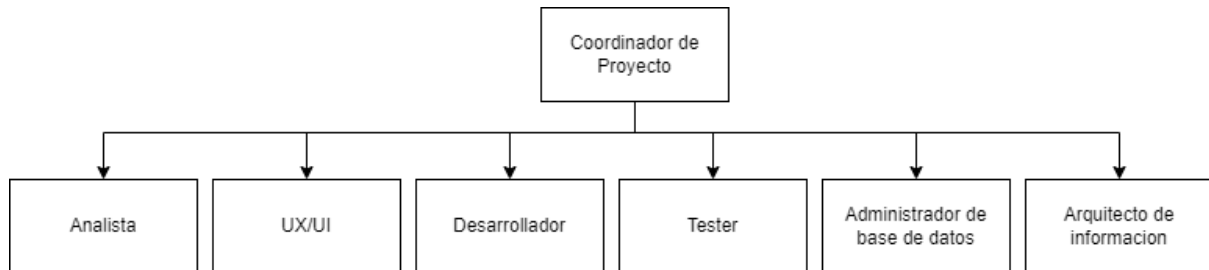 Coordinador de
Proyecto
Analista
UX/UI
Desarrollador
Tester
Administrador de
base de datos
Arquitecto de
informacion